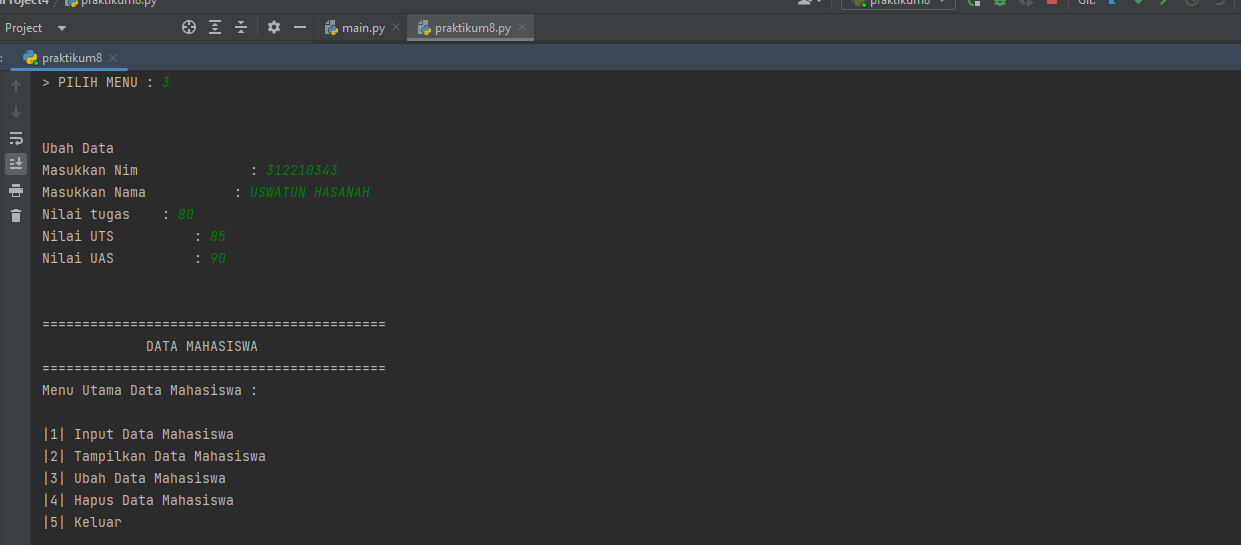 praktikum8.py
praktikum8
Git:
Project
main.py
praktikum8.py
praktikum8
> PILIH MENU : 3
Ubah Data
Masukkan Nim : 312210343
Masukkan Nama : USWATUN HASANAH
Nilai tugas : 80
Nilai UTS : 85
Nilai UAS : 90
===========================================
DATA MAHASISWA
===========================================
Menu Utama Data Mahasiswa :
|1| Input Data Mahasiswa
|2| Tampilkan Data Mahasiswa
|3| Ubah Data Mahasiswa
|4| Hapus Data Mahasiswa
|5| Keluar